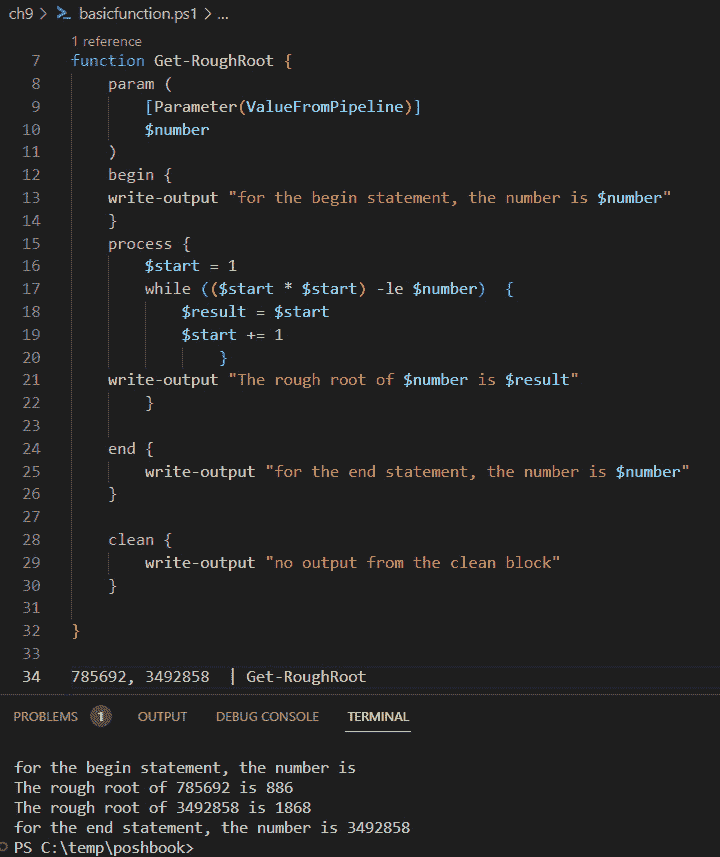 ch9 > basicfunction.ps1 > ...
1 reference
7 function Get-RoughRoot {
8     param (
9         [Parameter(ValueFromPipeline)]
10         $number
11     )
12     begin {
13     write-output "for the begin statement, the number is $number"
14     }
15     process {
16         $start = 1
17         while (($start * $start) -le $number)  {
18             $result = $start
19             $start += 1
20                 }
21     write-output "The rough root of $number is $result"
22         }
23
24     end {
25         write-output "for the end statement, the number is $number"
26     }
27
28     clean {
29         write-output "no output from the clean block"
30     }
31
32 }
33
34 785692, 3492858  | Get-RoughRoot
PROBLEMS 1 OUTPUT DEBUG CONSOLE TERMINAL
for the begin statement, the number is
The rough root of 785692 is 886
The rough root of 3492858 is 1868
for the end statement, the number is 3492858
PS C:\temp\poshbook>